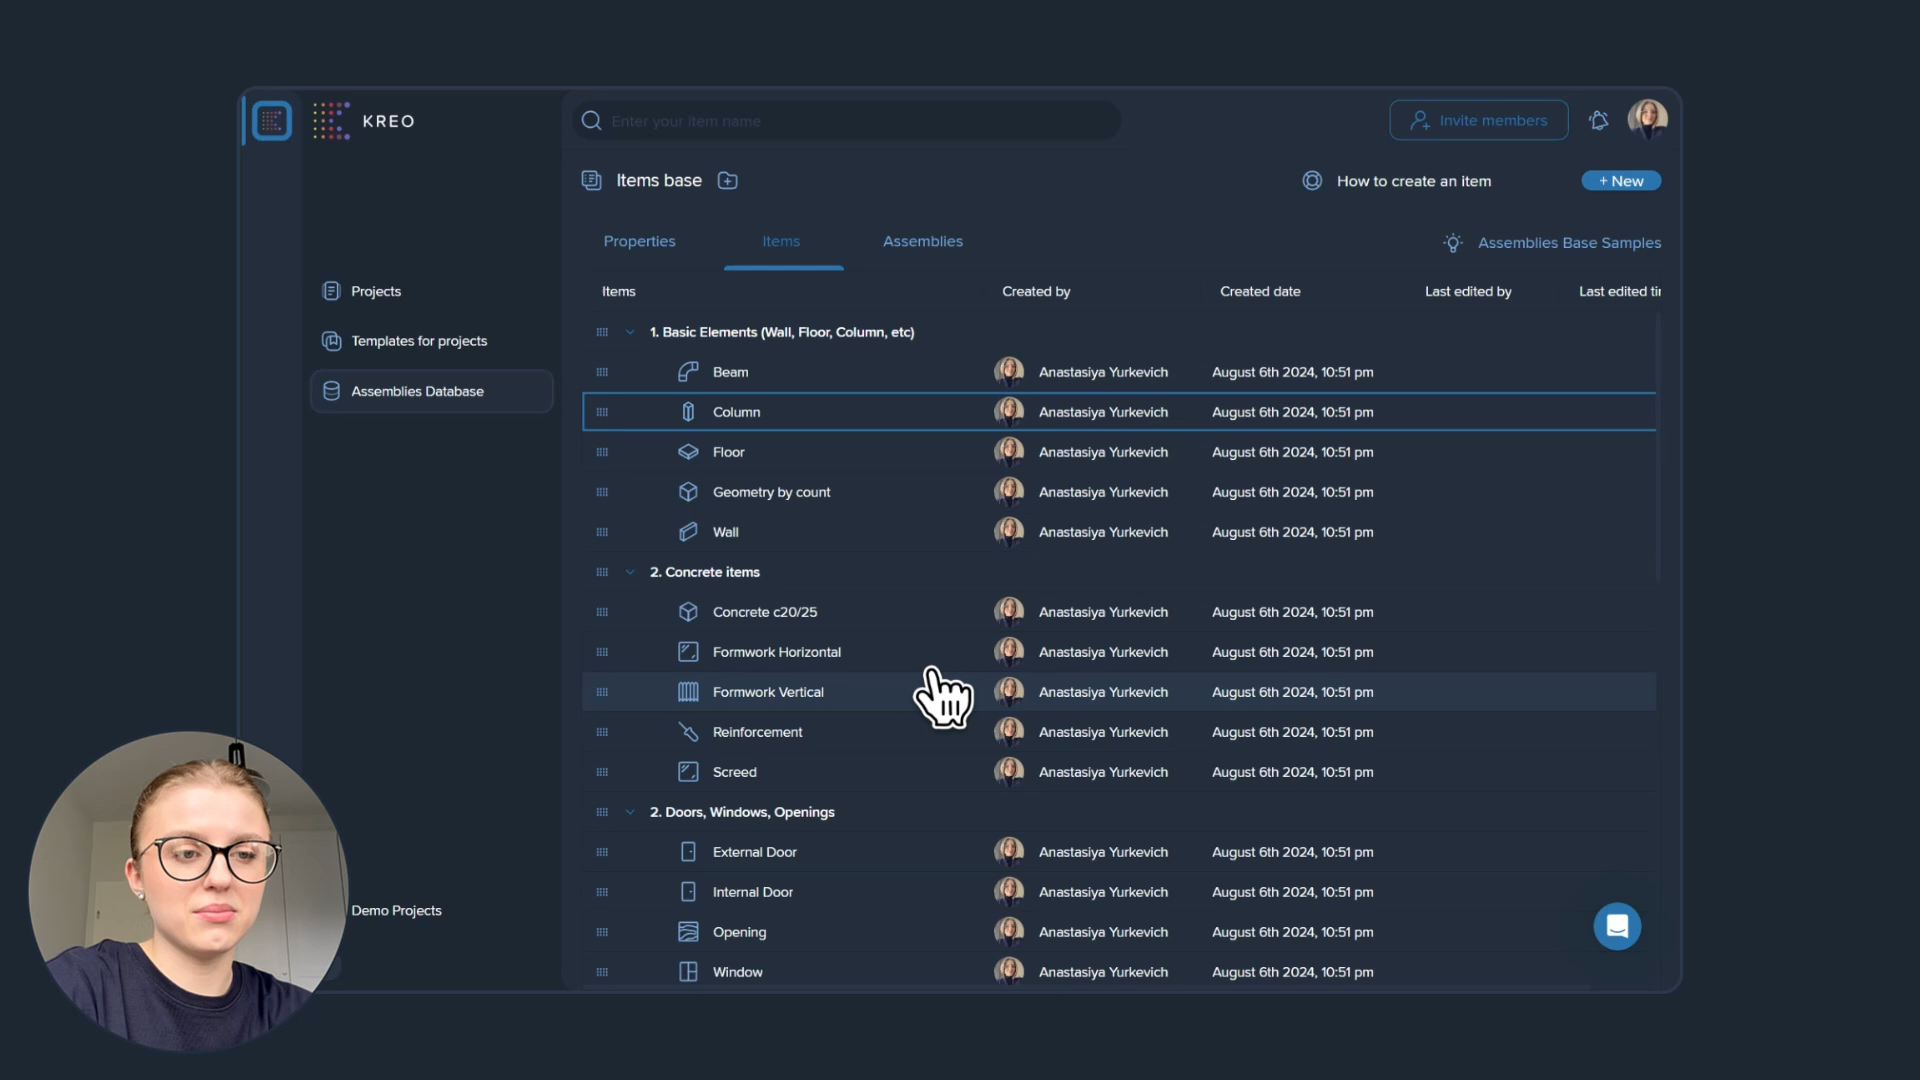 KREO
Enter your item name
Invite members
Items base
How to create an item
+ New
Properties
Items
Assemblies
Assemblies Base Samples
Projects
Templates for projects
Assemblies Database
Demo Projects
Items Created by Created date Last edited by Last edited tir
1. Basic Elements (Wall, Floor, Column, etc)
Beam Anastasiya Yurkevich August 6th 2024, 10:51 pm
Column Anastasiya Yurkevich August 6th 2024, 10:51 pm
Floor Anastasiya Yurkevich August 6th 2024, 10:51 pm
Geometry by count Anastasiya Yurkevich August 6th 2024, 10:51 pm
Wall Anastasiya Yurkevich August 6th 2024, 10:51 pm
2. Concrete items
Concrete c20/25 Anastasiya Yurkevich August 6th 2024, 10:51 pm
Formwork Horizontal Anastasiya Yurkevich August 6th 2024, 10:51 pm
Formwork Vertical Anastasiya Yurkevich August 6th 2024, 10:51 pm
Reinforcement Anastasiya Yurkevich August 6th 2024, 10:51 pm
Screed Anastasiya Yurkevich August 6th 2024, 10:51 pm
2. Doors, Windows, Openings
External Door Anastasiya Yurkevich August 6th 2024, 10:51 pm
Internal Door Anastasiya Yurkevich August 6th 2024, 10:51 pm
Opening Anastasiya Yurkevich August 6th 2024, 10:51 pm
Window Anastasiya Yurkevich August 6th 2024, 10:51 pm